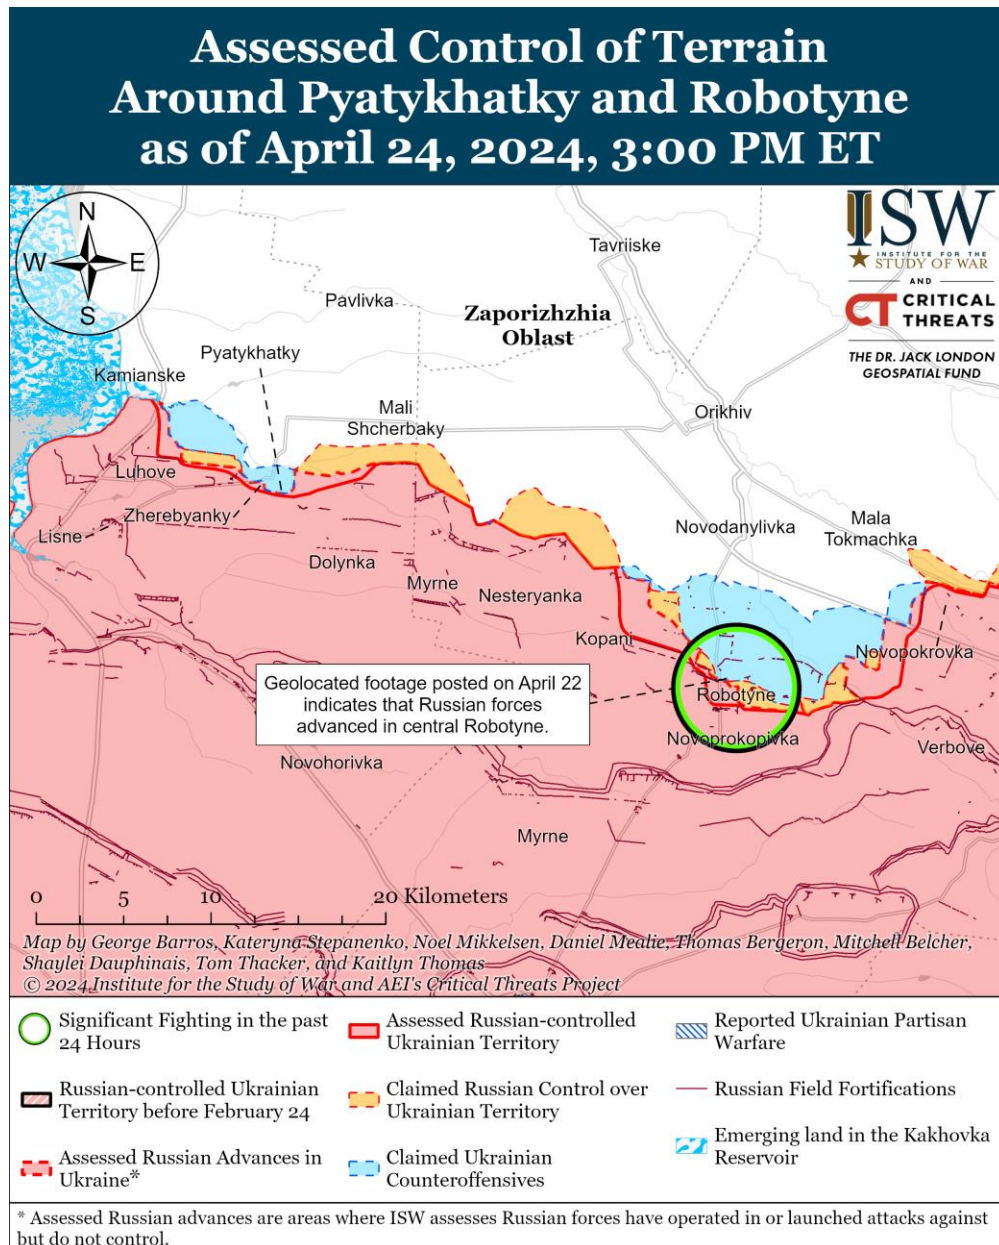 Assessed Control of Terrain
Around Pyatykhatky and Robotyne
as of April 24, 2024, 3:00 PM ET
N
W
E
S
ISW
INSTITUTE FOR THE
STUDY OF WAR
AND
CT CRITICAL
THREATS
THE DR. JACK LONDON
GEOSPATIAL FUND
Tavriiske
Pavlivka
Zaporizhzhia
Oblast
Pyatykhatky
Kamianske
Mali
Shcherbaky
Orikhiv
Luhove
Zherebyanky
Lisne
Novodanylivka
Mala
Tokmachka
Dolynka
Myrne
Nesteryanka
Kopani
Novopokrovka
Geolocated footage posted on April 22
indicates that Russian forces
advanced in central Robotyne.
Robotyne
Novoprokopivka
Verbove
Novohorivka
Myrne
0 5 10 20 Kilometers
Map by George Barros, Kateryna Stepanenko, Noel Mikkelsen, Daniel Mealie, Thomas Bergeron, Mitchell Belcher,
Shaylei Dauphinais, Tom Thacker, and Kaitlyn Thomas
© 2024 Institute for the Study of War and AEI's Critical Threats Project
Significant Fighting in the past
24 Hours
Russian-controlled Ukrainian
Territory before February 24
Assessed Russian Advances in
Ukraine*
Assessed Russian-controlled
Ukrainian Territory
Claimed Russian Control over
Ukrainian Territory
Claimed Ukrainian
Counteroffensives
Reported Ukrainian Partisan
Warfare
Russian Field Fortifications
Emerging land in the Kakhovka
Reservoir
* Assessed Russian advances are areas where ISW assesses Russian forces have operated in or launched attacks against
but do not control.